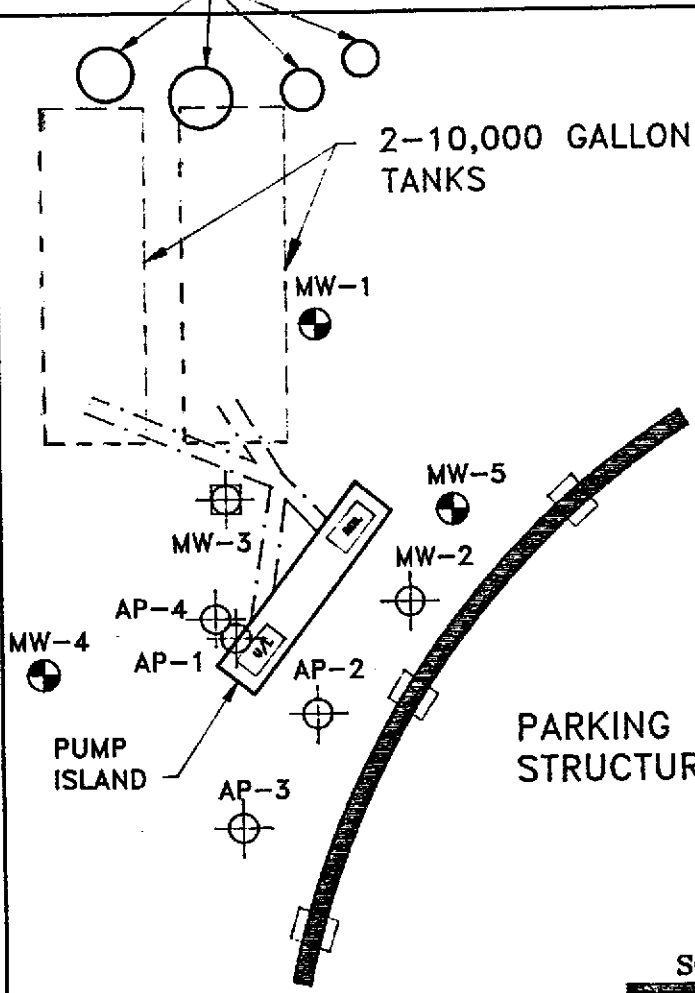 2-10,000 GALLON
TANKS
MW-1
MW-5
MW-3
MW-2
AP-4
MW-4
AP-1
U/L
AP-2
PUMP
ISLAND
PARKING
STRUCTUR
AP-3